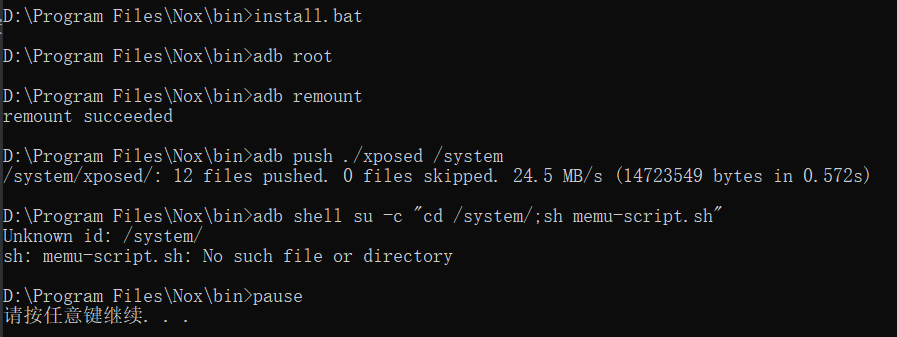 D:\Program Files\Nox\bin>install.bat
D:\Program Files\Nox\bin>adb root
D:\Program Files\Nox\bin>adb remount
remount succeeded
D:\Program Files\Nox\bin>adb push ./xposed /system
/system/xposed/: 12 files pushed. 0 files skipped. 24.5 MB/s (14723549 bytes in 0.572s)
D:\Program Files\Nox\bin>adb shell su -c "cd /system/;sh memu-script.sh"
Unknown id: /system/
sh: memu-script.sh: No such file or directory
D:\Program Files\Nox\bin>pause
请按任意键继续. . .